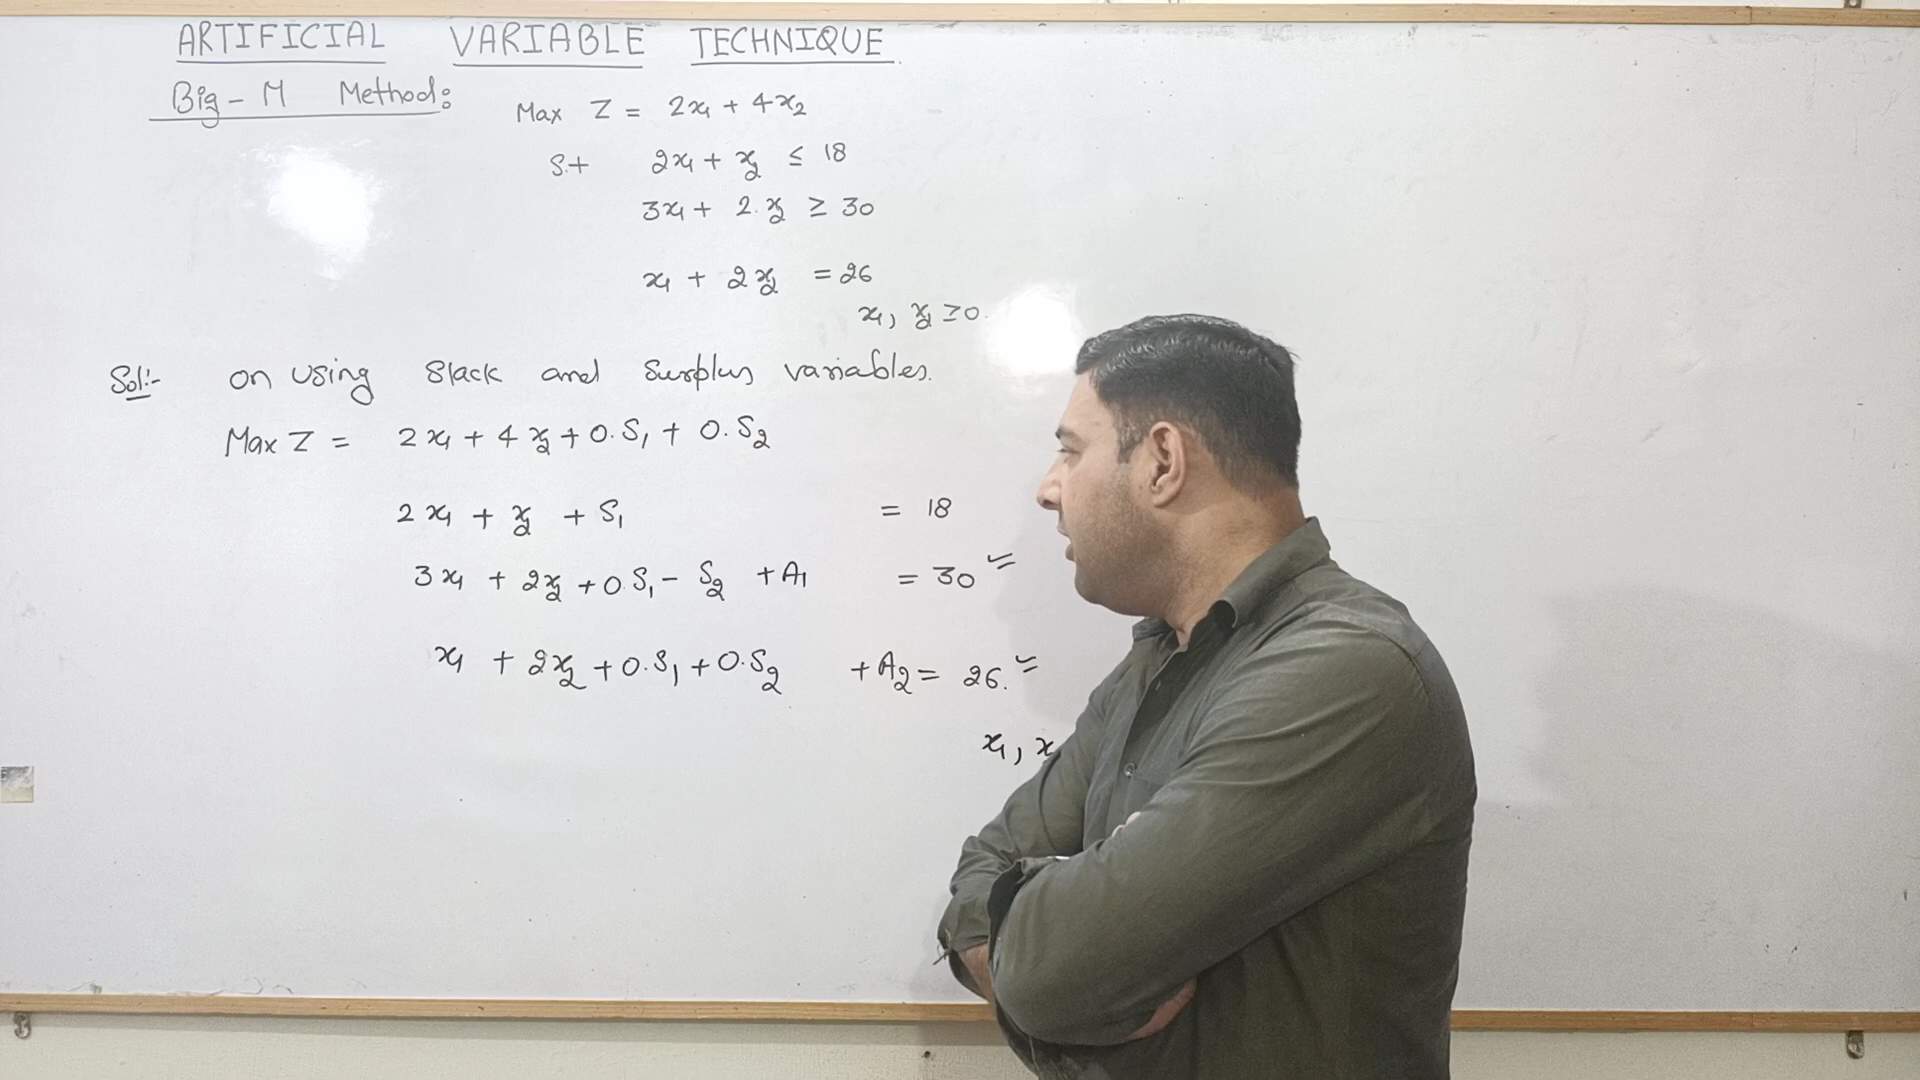 ARTIFICIAL VARIABLE TECHNIQUE.
Big-M Method:
Max Z = 2x₁ + 4x₂
S.t 2x₁ + x₂ ≤ 18
3x₁ + 2.x₂ ≥ 30
x₁ + 2x₂ = 26
x₁, x₂ ≥ 0.
Sol:- on using Slack and Surplus variables.
Max Z = 2x₁ + 4x₂ + 0.S₁ + 0.S₂
2x₁ + x₂ + S₁ = 18
3x₁ + 2x₂ + 0.S₁ - S₂ + A₁ = 30
x₁ + 2x₂ + 0.S₁ + 0.S₂ + A₂ = 26.
x₁, x